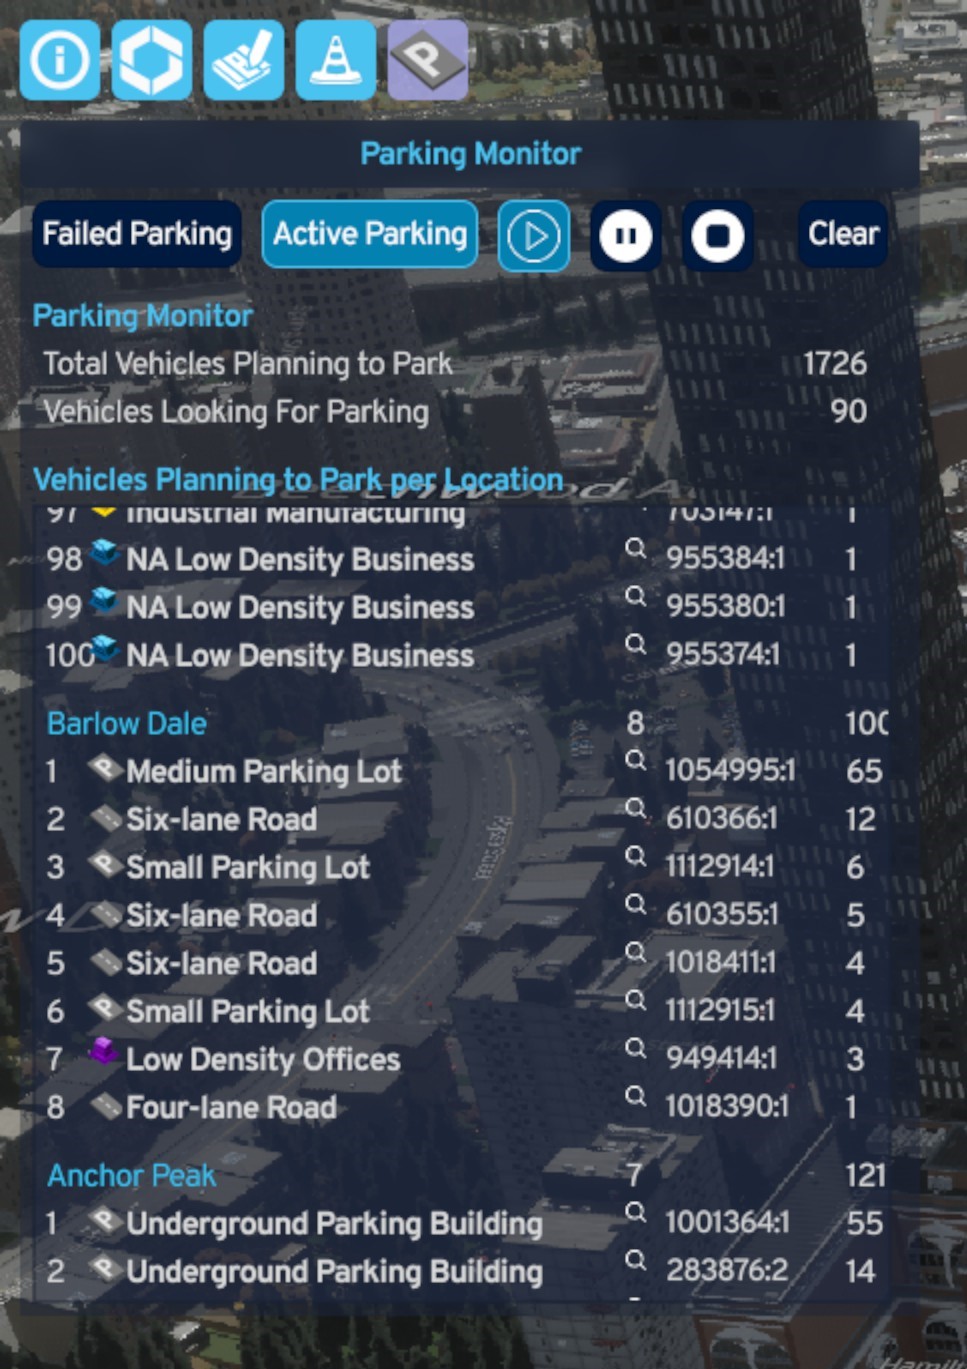 Parking Monitor
Failed Parking Active Parking Clear
Parking Monitor
Total Vehicles Planning to Park 1726
Vehicles Looking For Parking 90
Vehicles Planning to Park per Location
97 Industrial Manufacturing 703147:1 1
98 NA Low Density Business 955384:1 1
99 NA Low Density Business 955380:1 1
100 NA Low Density Business 955374:1 1
Barlow Dale 8 100
1 Medium Parking Lot 1054995:1 65
2 Six-lane Road 610366:1 12
3 Small Parking Lot 1112914:1 6
4 Six-lane Road 610355:1 5
5 Six-lane Road 1018411:1 4
6 Small Parking Lot 1112915:1 4
7 Low Density Offices 949414:1 3
8 Four-lane Road 1018390:1 1
Anchor Peak 7 121
1 Underground Parking Building 1001364:1 55
2 Underground Parking Building 283876:2 14